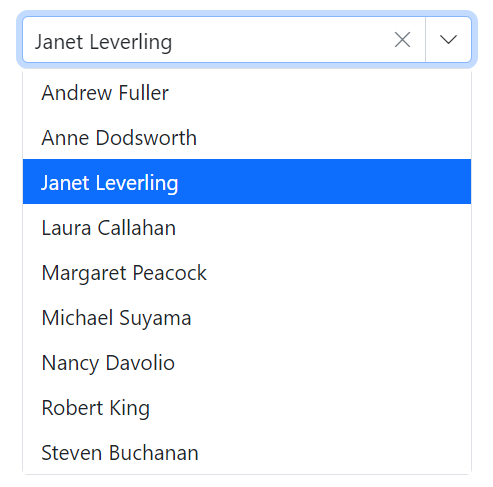 Janet Leverling
Andrew Fuller
Anne Dodsworth
Janet Leverling
Laura Callahan
Margaret Peacock
Michael Suyama
Nancy Davolio
Robert King
Steven Buchanan